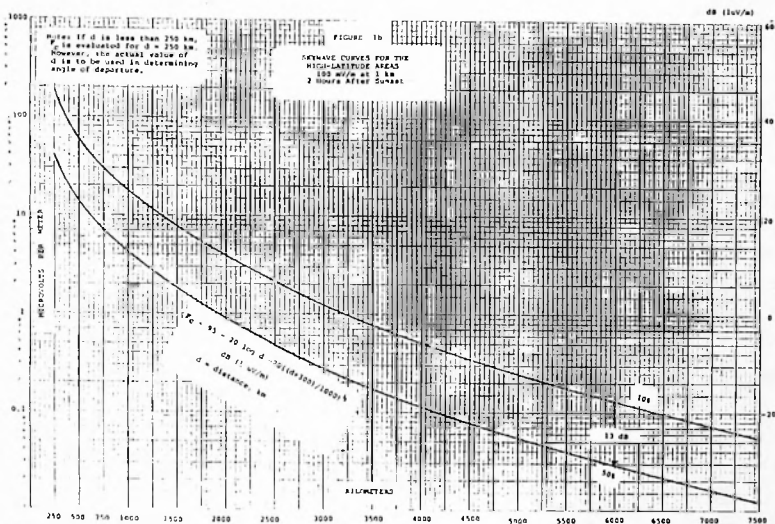 dB (1uV/m)
1000
60
FIGURE 1b
Note: If d is less than 250 km,
Fc is evaluated for d = 250 km.
However, the actual value of
d is to be used in determining
angle of departure.
SKYWAVE CURVES FOR THE
HIGH-LATITUDE AREAS
100 mV/m at 1 km
2 Hours After Sunset
100
40
10
20
MICROVOLTS PER METER
1
0
dB (1 uV/m)
d = distance, km
0.1
-20
10%
13 dB
50%
KILOMETERS
250 500 750 1000 1500 2000 2500 3000 3500 4000 4500 5000 5500 6000 6500 7000 7500